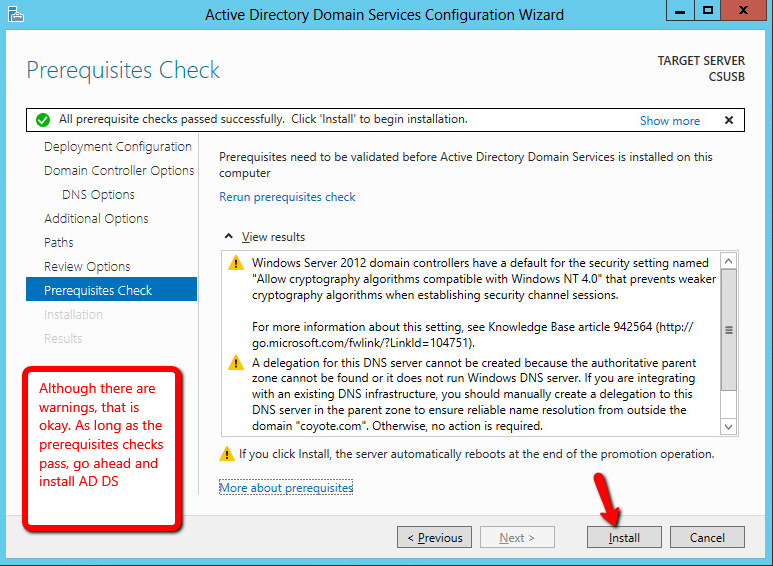 Active Directory Domain Services Configuration Wizard
Prerequisites Check
TARGET SERVER
CSUSB
All prerequisite checks passed successfully.  Click 'Install' to begin installation.
Show more
Deployment Configuration
Domain Controller Options
DNS Options
Additional Options
Paths
Review Options
Prerequisites Check
Installation
Results
Although there are
warnings, that is
okay. As long as the
prerequisites checks
pass, go ahead and
install AD DS
Prerequisites need to be validated before Active Directory Domain Services is installed on this
computer
Rerun prerequisites check
View results
Windows Server 2012 domain controllers have a default for the security setting named
"Allow cryptography algorithms compatible with Windows NT 4.0" that prevents weaker
cryptography algorithms when establishing security channel sessions.
For more information about this setting, see Knowledge Base article 942564 (http://
go.microsoft.com/fwlink/?LinkId=104751).
A delegation for this DNS server cannot be created because the authoritative parent
zone cannot be found or it does not run Windows DNS server. If you are integrating
with an existing DNS infrastructure, you should manually create a delegation to this
DNS server in the parent zone to ensure reliable name resolution from outside the
domain "coyote.com". Otherwise, no action is required.
If you click Install, the server automatically reboots at the end of the promotion operation.
More about prerequisites
< Previous
Next >
Install
Cancel